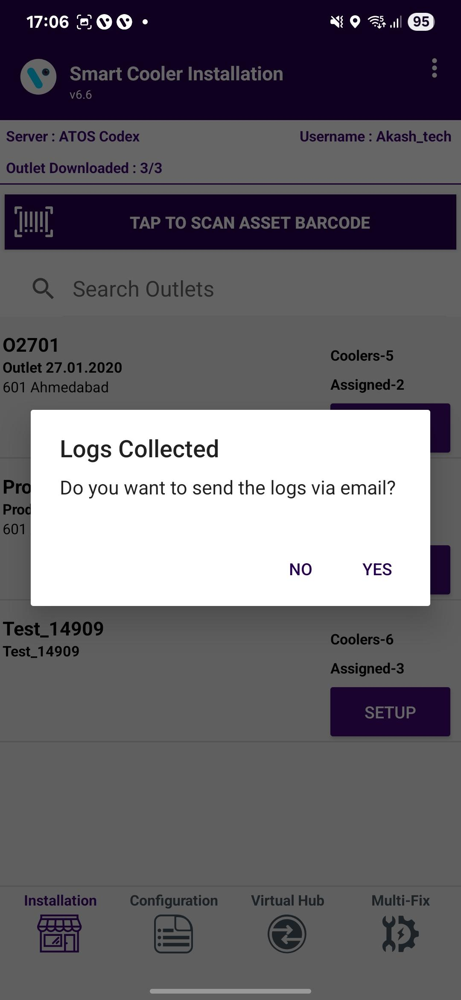 17:06
5
95
Smart Cooler Installation
v6.6
Server : ATOS Codex
Username : Akash_tech
Outlet Downloaded : 3/3
TAP TO SCAN ASSET BARCODE
Search Outlets
O2701
Outlet 27.01.2020
601 Ahmedabad
Coolers-5
Assigned-2
Logs Collected
Do you want to send the logs via email?
NO
YES
Pro
Prod
601
Test_14909
Test_14909
Coolers-6
Assigned-3
SETUP
Installation
Configuration
Virtual Hub
Multi-Fix